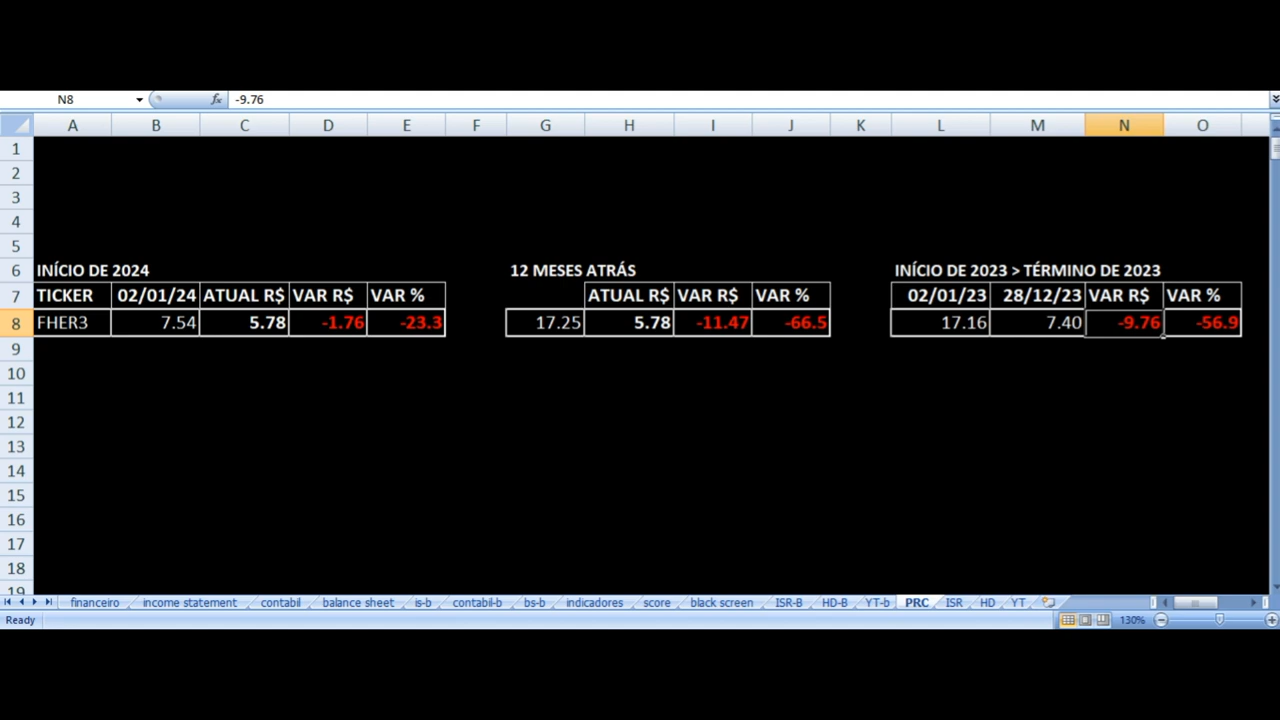 N8 fx -9.76
A B C D E F G H I J K L M N O
1
2
3
4
5
6 INÍCIO DE 2024 12 MESES ATRÁS INÍCIO DE 2023 > TÉRMINO DE 2023
7 TICKER 02/01/24 ATUAL R$ VAR R$ VAR % ATUAL R$ VAR R$ VAR % 02/01/23 28/12/23 VAR R$ VAR %
8 FHER3 7.54 5.78 -1.76 -23.3 17.25 5.78 -11.47 -66.5 17.16 7.40 -9.76 -56.9
9
10
11
12
13
14
15
16
17
18
19
financeiro income statement contabil balance sheet is-b contabil-b bs-b indicadores score black screen ISR-B HD-B YT-b PRC ISR HD YT
Ready 130%